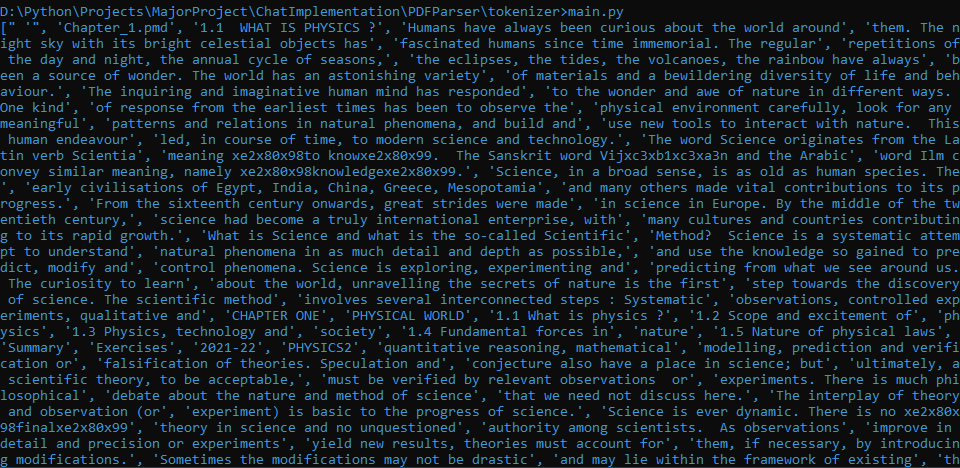 D:\Python\Projects\MajorProject\ChatImplementation\PDFParser\tokenizer>main.py
[" '", 'Chapter_1.pmd', '1.1  WHAT IS PHYSICS ?', 'Humans have always been curious about the world around', 'them. The n
ight sky with its bright celestial objects has', 'fascinated humans since time immemorial. The regular', 'repetitions of
 the day and night, the annual cycle of seasons,', 'the eclipses, the tides, the volcanoes, the rainbow have always', 'b
een a source of wonder. The world has an astonishing variety', 'of materials and a bewildering diversity of life and beh
aviour.', 'The inquiring and imaginative human mind has responded', 'to the wonder and awe of nature in different ways.
One kind', 'of response from the earliest times has been to observe the', 'physical environment carefully, look for any
meaningful', 'patterns and relations in natural phenomena, and build and', 'use new tools to interact with nature.  This
 human endeavour', 'led, in course of time, to modern science and technology.', 'The word Science originates from the La
tin verb Scientia', 'meaning xe2x80x98to knowxe2x80x99.  The Sanskrit word Vijxc3xb1xc3xa3n and the Arabic', 'word Ilm c
onvey similar meaning, namely xe2x80x98knowledgexe2x80x99.', 'Science, in a broad sense, is as old as human species. The
', 'early civilisations of Egypt, India, China, Greece, Mesopotamia', 'and many others made vital contributions to its p
rogress.', 'From the sixteenth century onwards, great strides were made', 'in science in Europe. By the middle of the tw
entieth century,', 'science had become a truly international enterprise, with', 'many cultures and countries contributin
g to its rapid growth.', 'What is Science and what is the so-called Scientific', 'Method?  Science is a systematic attem
pt to understand', 'natural phenomena in as much detail and depth as possible,', 'and use the knowledge so gained to pre
dict, modify and', 'control phenomena. Science is exploring, experimenting and', 'predicting from what we see around us.
 The curiosity to learn', 'about the world, unravelling the secrets of nature is the first', 'step towards the discovery
 of science. The scientific method', 'involves several interconnected steps : Systematic', 'observations, controlled exp
eriments, qualitative and', 'CHAPTER ONE', 'PHYSICAL WORLD', '1.1 What is physics ?', '1.2 Scope and excitement of', 'ph
ysics', '1.3 Physics, technology and', 'society', '1.4 Fundamental forces in', 'nature', '1.5 Nature of physical laws',
'Summary', 'Exercises', '2021-22', 'PHYSICS2', 'quantitative reasoning, mathematical', 'modelling, prediction and verifi
cation or', 'falsification of theories. Speculation and', 'conjecture also have a place in science; but', 'ultimately, a
 scientific theory, to be acceptable,', 'must be verified by relevant observations  or', 'experiments. There is much phi
losophical', 'debate about the nature and method of science', 'that we need not discuss here.', 'The interplay of theory
 and observation (or', 'experiment) is basic to the progress of science.', 'Science is ever dynamic. There is no xe2x80x
98finalxe2x80x99', 'theory in science and no unquestioned', 'authority among scientists.  As observations', 'improve in
detail and precision or experiments', 'yield new results, theories must account for', 'them, if necessary, by introducin
g modifications.', 'Sometimes the modifications may not be drastic', 'and may lie within the framework of existing', 'th